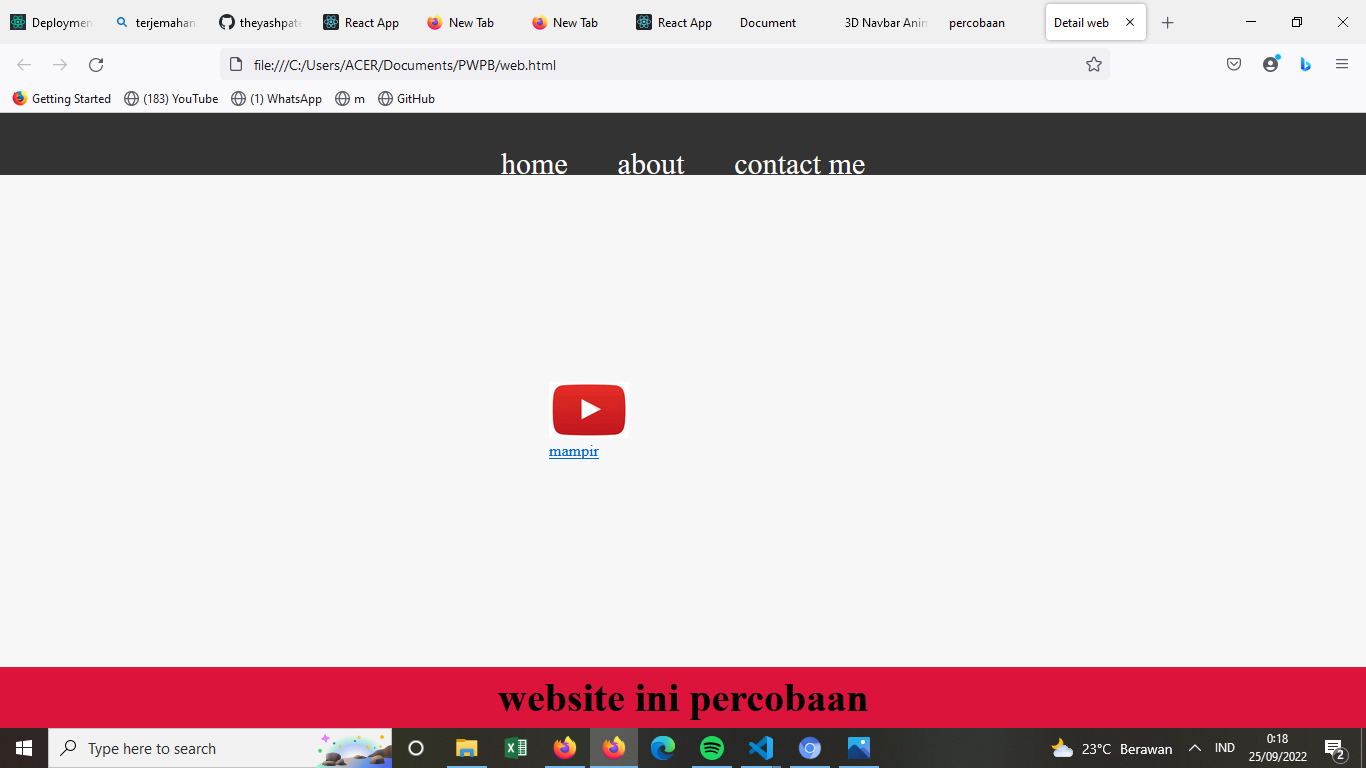 Deploymen terjemahan theyashpate React App New Tab New Tab React App Document 3D Navbar Anim percobaan Detail web
file:///C:/Users/ACER/Documents/PWPB/web.html
Getting Started (183) YouTube (1) WhatsApp m GitHub
home about contact me
mampir
website ini percobaan
Type here to search 23°C Berawan IND 0:18
25/09/2022 2